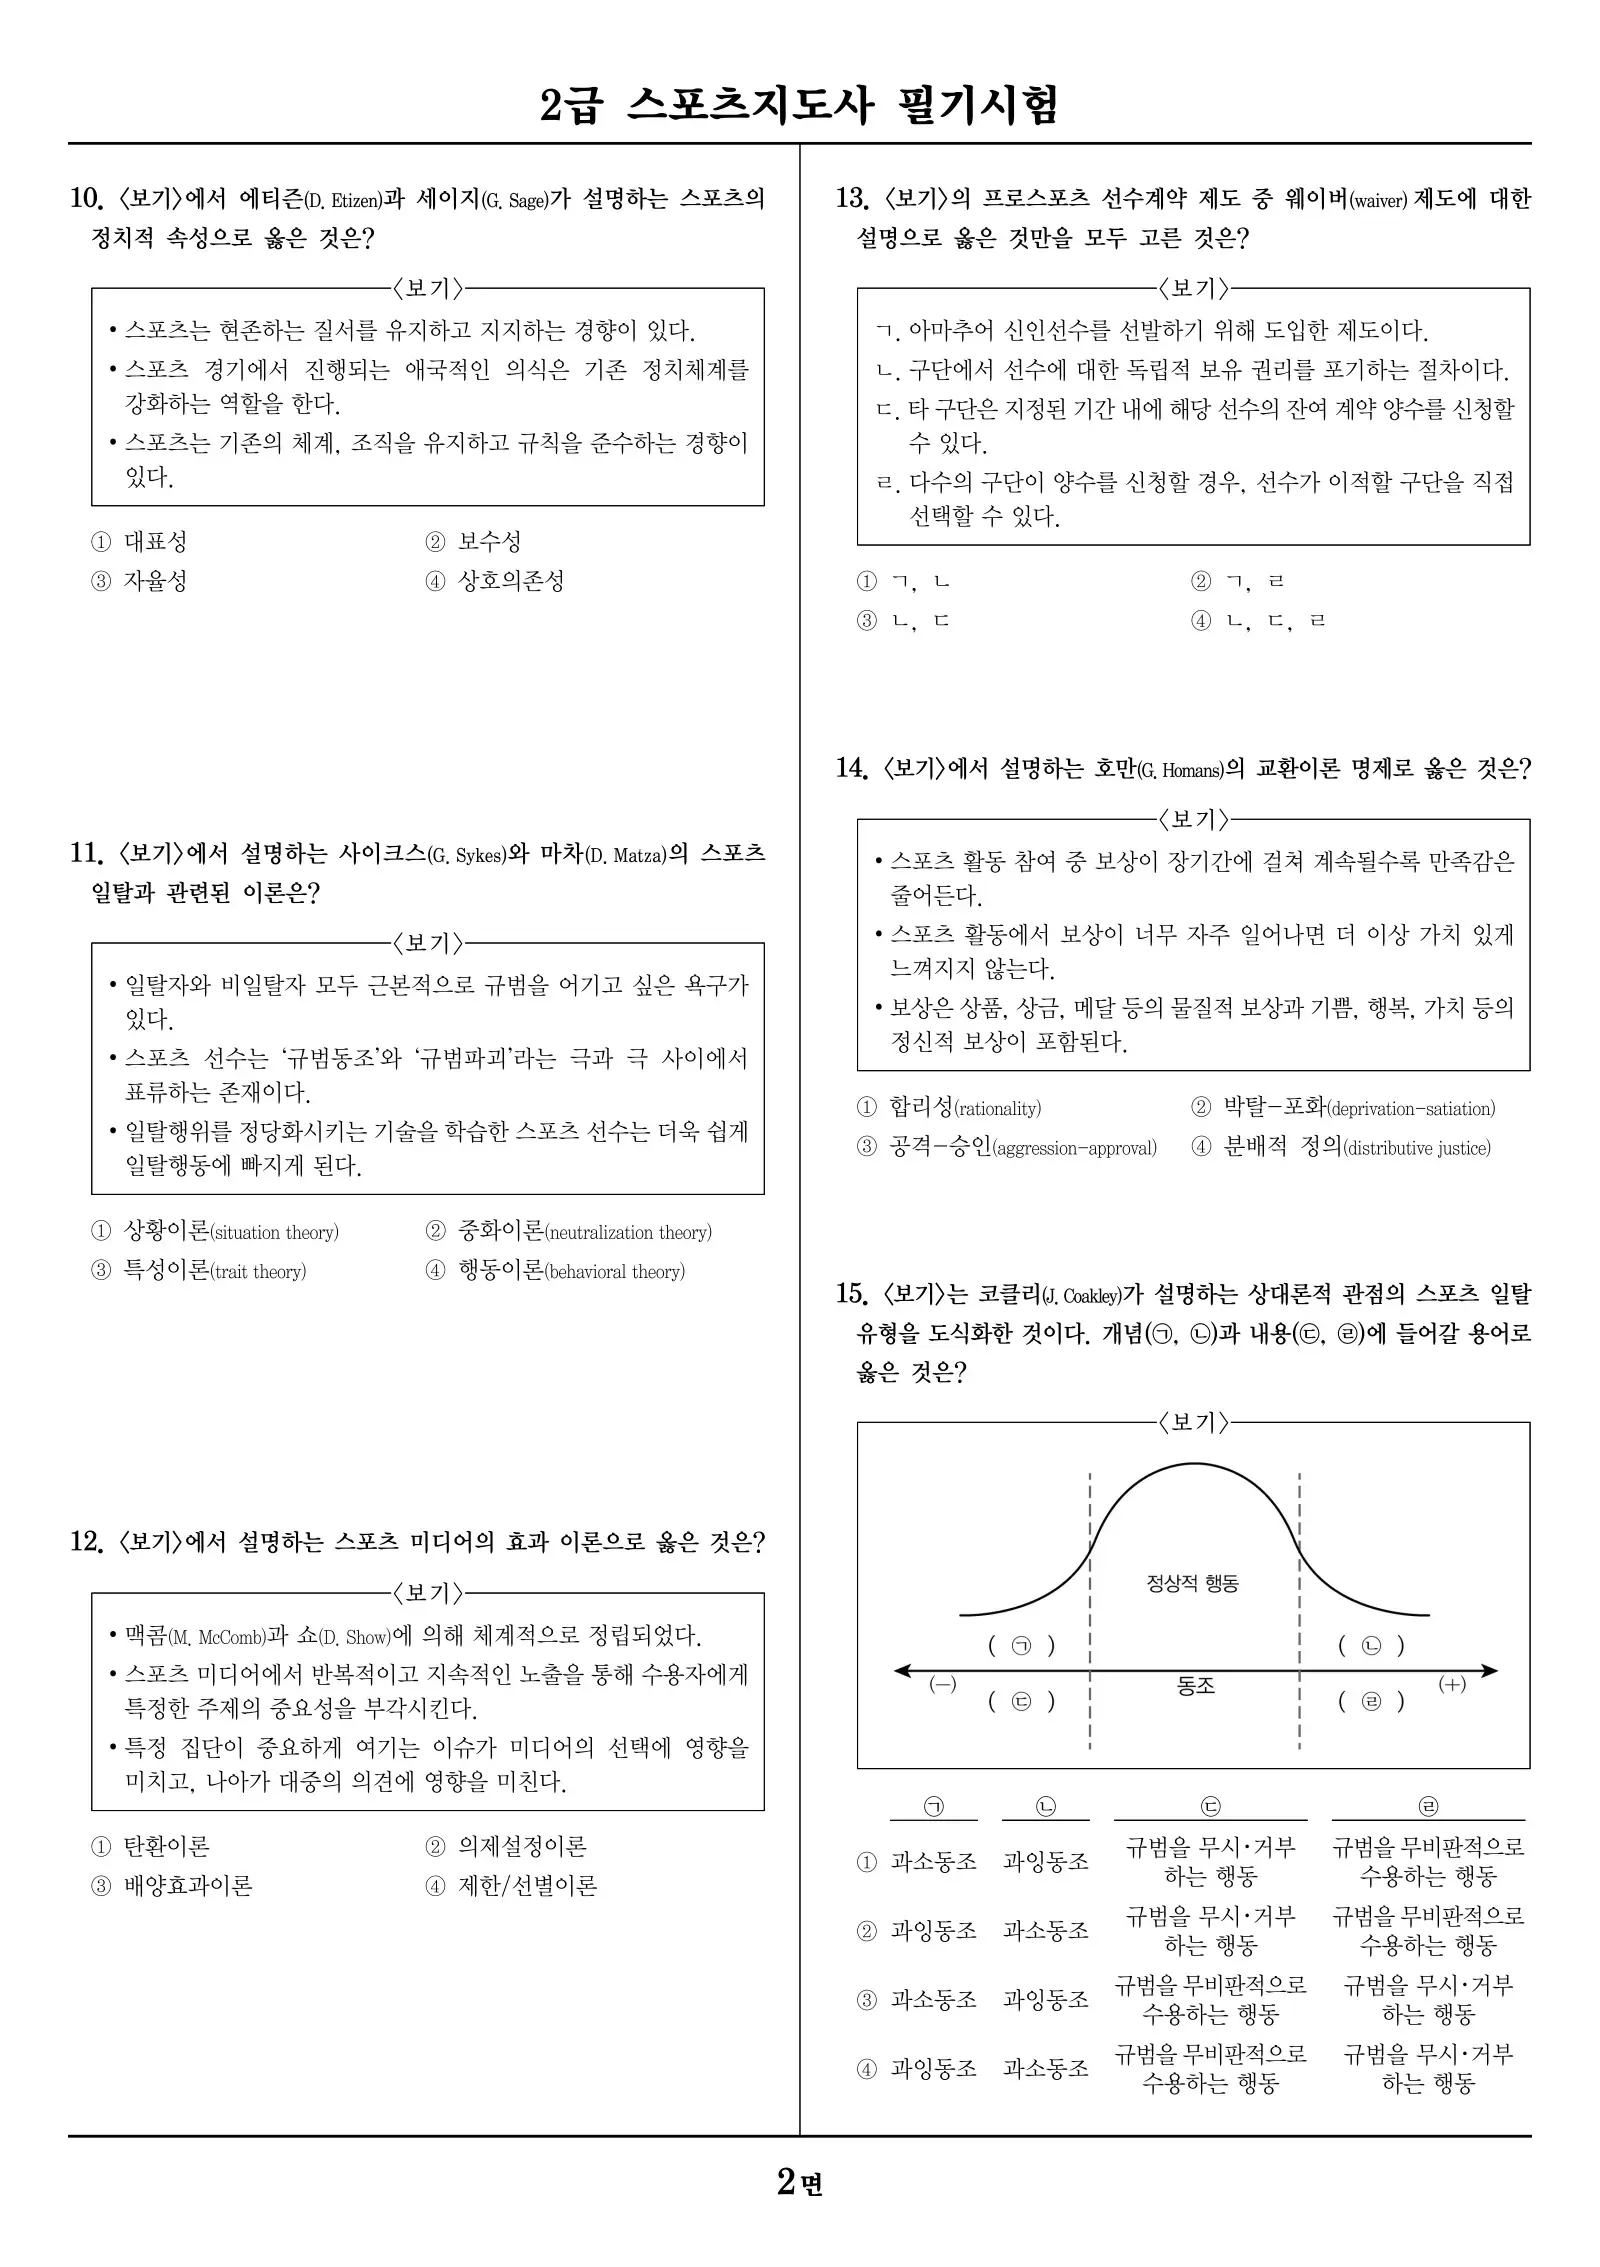 2급 스포츠지도사 필기시험
10. 〈보기〉에서 에티즌(D. Etizen)과 세이지(G. Sage)가 설명하는 스포츠의
정치적 속성으로 옳은 것은?
〈보기〉
• 스포츠는 현존하는 질서를 유지하고 지지하는 경향이 있다.
• 스포츠 경기에서 진행되는 애국적인 의식은 기존 정치체계를
강화하는 역할을 한다.
• 스포츠는 기존의 체계, 조직을 유지하고 규칙을 준수하는 경향이
있다.
① 대표성 ② 보수성
③ 자율성 ④ 상호의존성
11. 〈보기〉에서 설명하는 사이크스(G. Sykes)와 마차(D. Matza)의 스포츠
일탈과 관련된 이론은?
〈보기〉
• 일탈자와 비일탈자 모두 근본적으로 규범을 어기고 싶은 욕구가
있다.
• 스포츠 선수는 ‘규범동조’와 ‘규범파괴’라는 극과 극 사이에서
표류하는 존재이다.
• 일탈행위를 정당화시키는 기술을 학습한 스포츠 선수는 더욱 쉽게
일탈행동에 빠지게 된다.
① 상황이론(situation theory) ② 중화이론(neutralization theory)
③ 특성이론(trait theory) ④ 행동이론(behavioral theory)
12. 〈보기〉에서 설명하는 스포츠 미디어의 효과 이론으로 옳은 것은?
〈보기〉
• 맥콤(M. McComb)과 쇼(D. Show)에 의해 체계적으로 정립되었다.
• 스포츠 미디어에서 반복적이고 지속적인 노출을 통해 수용자에게
특정한 주제의 중요성을 부각시킨다.
• 특정 집단이 중요하게 여기는 이슈가 미디어의 선택에 영향을
미치고, 나아가 대중의 의견에 영향을 미친다.
① 탄환이론 ② 의제설정이론
③ 배양효과이론 ④ 제한/선별이론
13. 〈보기〉의 프로스포츠 선수계약 제도 중 웨이버(waiver) 제도에 대한
설명으로 옳은 것만을 모두 고른 것은?
〈보기〉
ㄱ. 아마추어 신인선수를 선발하기 위해 도입한 제도이다.
ㄴ. 구단에서 선수에 대한 독립적 보유 권리를 포기하는 절차이다.
ㄷ. 타 구단은 지정된 기간 내에 해당 선수의 잔여 계약 양수를 신청할
수 있다.
ㄹ. 다수의 구단이 양수를 신청할 경우, 선수가 이적할 구단을 직접
선택할 수 있다.
① ㄱ, ㄴ ② ㄱ, ㄹ
③ ㄴ, ㄷ ④ ㄴ, ㄷ, ㄹ
14. 〈보기〉에서 설명하는 호만(G. Homans)의 교환이론 명제로 옳은 것은?
〈보기〉
• 스포츠 활동 참여 중 보상이 장기간에 걸쳐 계속될수록 만족감은
줄어든다.
• 스포츠 활동에서 보상이 너무 자주 일어나면 더 이상 가치 있게
느껴지지 않는다.
• 보상은 상품, 상금, 메달 등의 물질적 보상과 기쁨, 행복, 가치 등의
정신적 보상이 포함된다.
① 합리성(rationality) ② 박탈-포화(deprivation-satiation)
③ 공격-승인(aggression-approval) ④ 분배적 정의(distributive justice)
15. 〈보기〉는 코클리(J. Coakley)가 설명하는 상대론적 관점의 스포츠 일탈
유형을 도식화한 것이다. 개념(㉠, ㉡)과 내용(㉢, ㉣)에 들어갈 용어로
옳은 것은?
〈보기〉
정상적 행동
( ㉠ ) ( ㉡ )
(−) 동조 (+)
( ㉢ ) ( ㉣ )
㉠ ㉡ ㉢ ㉣
① 과소동조 과잉동조 규범을 무시·거부 규범을 무비판적으로
하는 행동 수용하는 행동
② 과잉동조 과소동조 규범을 무시·거부 규범을 무비판적으로
하는 행동 수용하는 행동
③ 과소동조 과잉동조 규범을 무비판적으로 규범을 무시·거부
수용하는 행동 하는 행동
④ 과잉동조 과소동조 규범을 무비판적으로 규범을 무시·거부
수용하는 행동 하는 행동
2면